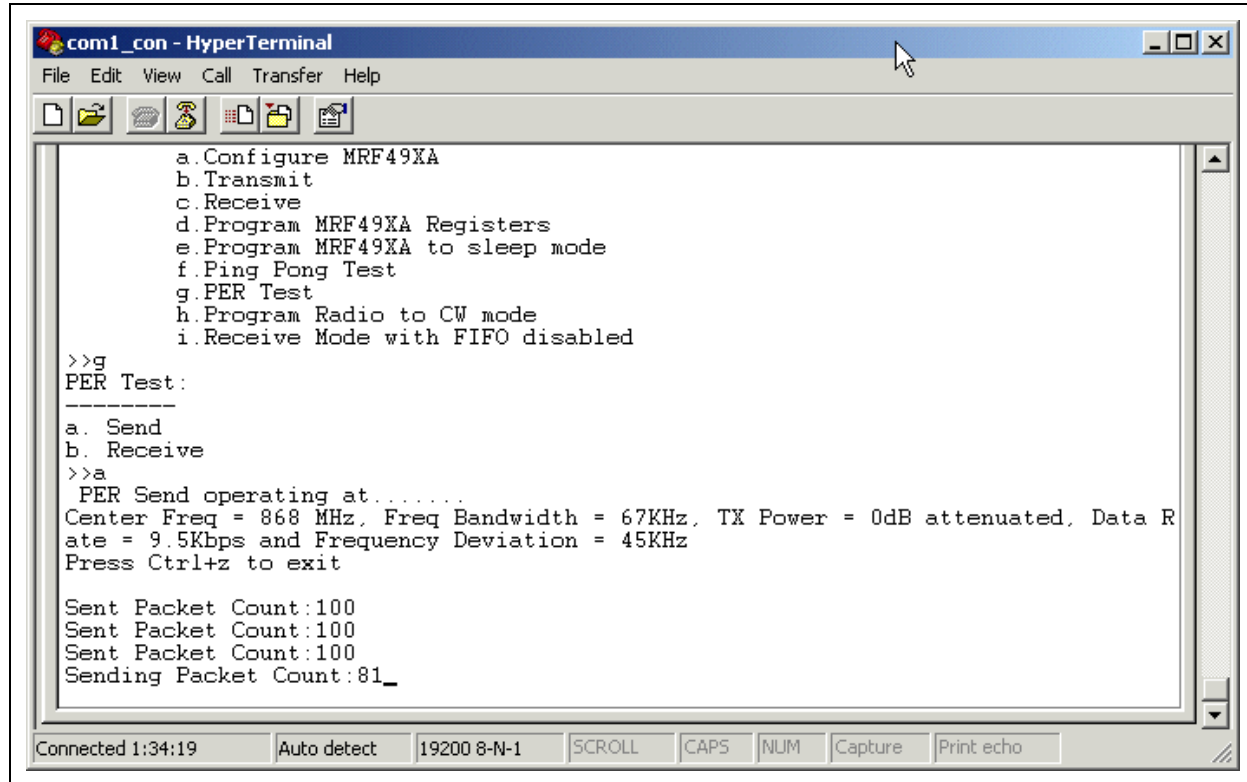 com1_con - HyperTerminal
File Edit View Call Transfer Help
a.Configure MRF49XA
b.Transmit
c.Receive
d.Program MRF49XA Registers
e.Program MRF49XA to sleep mode
f.Ping Pong Test
g.PER Test
h.Program Radio to CW mode
i.Receive Mode with FIFO disabled
>>g
PER Test:
--------
a. Send
b. Receive
>>a
PER Send operating at.......
Center Freq = 868 MHz, Freq Bandwidth = 67KHz, TX Power = 0dB attenuated, Data R
ate = 9.5Kbps and Frequency Deviation = 45KHz
Press Ctrl+z to exit
Sent Packet Count:100
Sent Packet Count:100
Sent Packet Count:100
Sending Packet Count:81_
Connected 1:34:19 Auto detect 19200 8-N-1 SCROLL CAPS NUM Capture Print echo